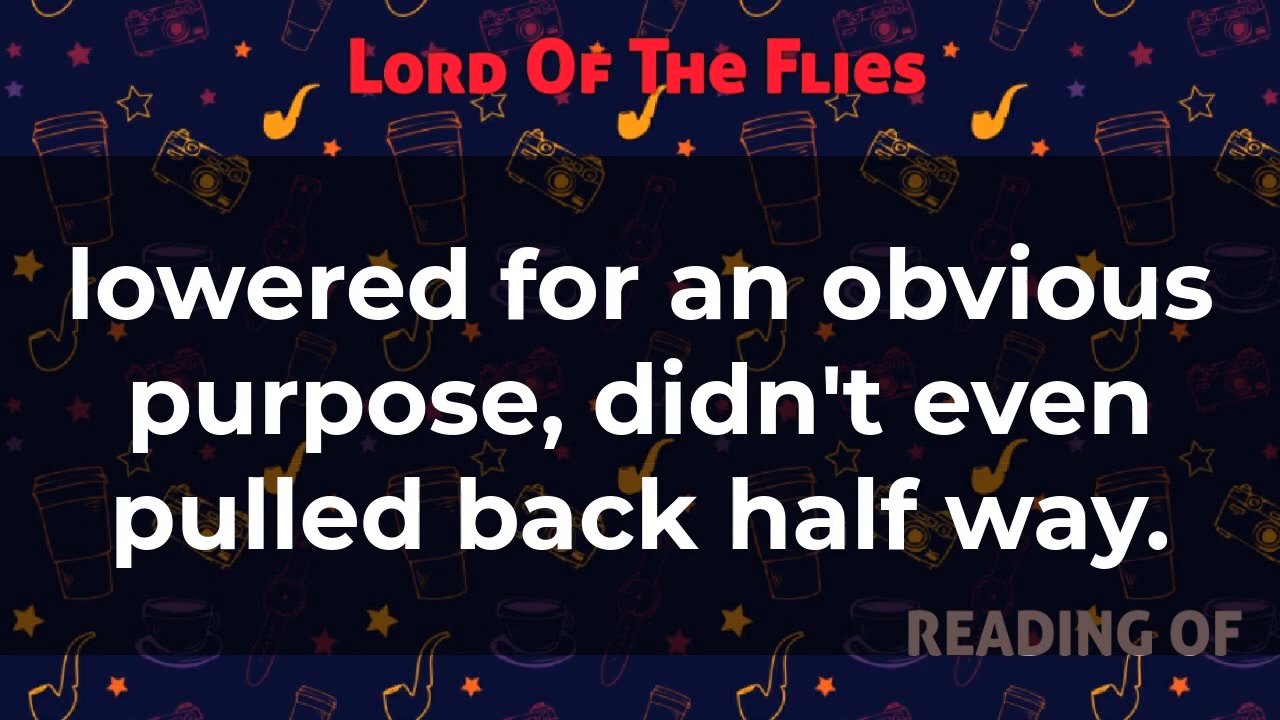 Lord Of The Flies
lowered for an obvious
purpose, didn't even
pulled back half way.
READING OF